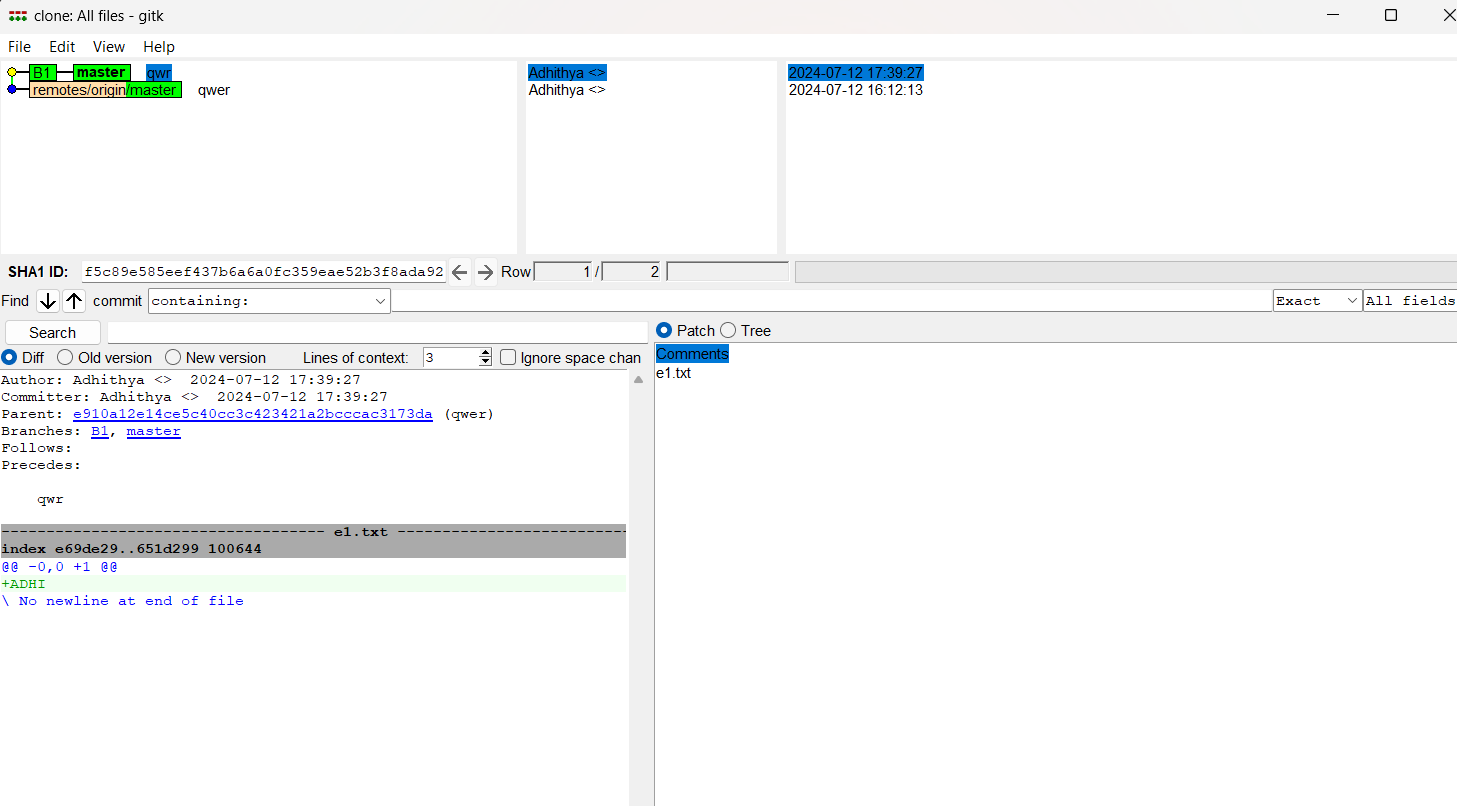 clone: All files - gitk
File Edit View Help
B1 master qwr Adhithya <> 2024-07-12 17:39:27
remotes/origin/master qwer Adhithya <> 2024-07-12 16:12:13
SHA1 ID: f5c89e585eef437b6a6a0fc359eae52b3f8ada92 Row 1 / 2
Find commit containing: Exact All fields
Search
Patch Tree
Diff Old version New version Lines of context: 3 Ignore space chan
Comments
e1.txt
Author: Adhithya <> 2024-07-12 17:39:27
Committer: Adhithya <> 2024-07-12 17:39:27
Parent: e910a12e14ce5c40cc3c423421a2bcccac3173da (qwer)
Branches: B1, master
Follows:
Precedes:
qwr
------------------------------------ e1.txt --------------------------
index e69de29..651d299 100644
@@ -0,0 +1 @@
+ADHI
\ No newline at end of file